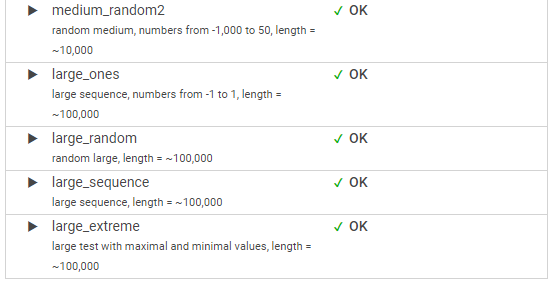 medium_random2 ✓ OK
random medium, numbers from -1,000 to 50, length =
~10,000
large_ones ✓ OK
large sequence, numbers from -1 to 1, length =
~100,000
large_random ✓ OK
random large, length = ~100,000
large_sequence ✓ OK
large sequence, length = ~100,000
large_extreme ✓ OK
large test with maximal and minimal values, length =
~100,000